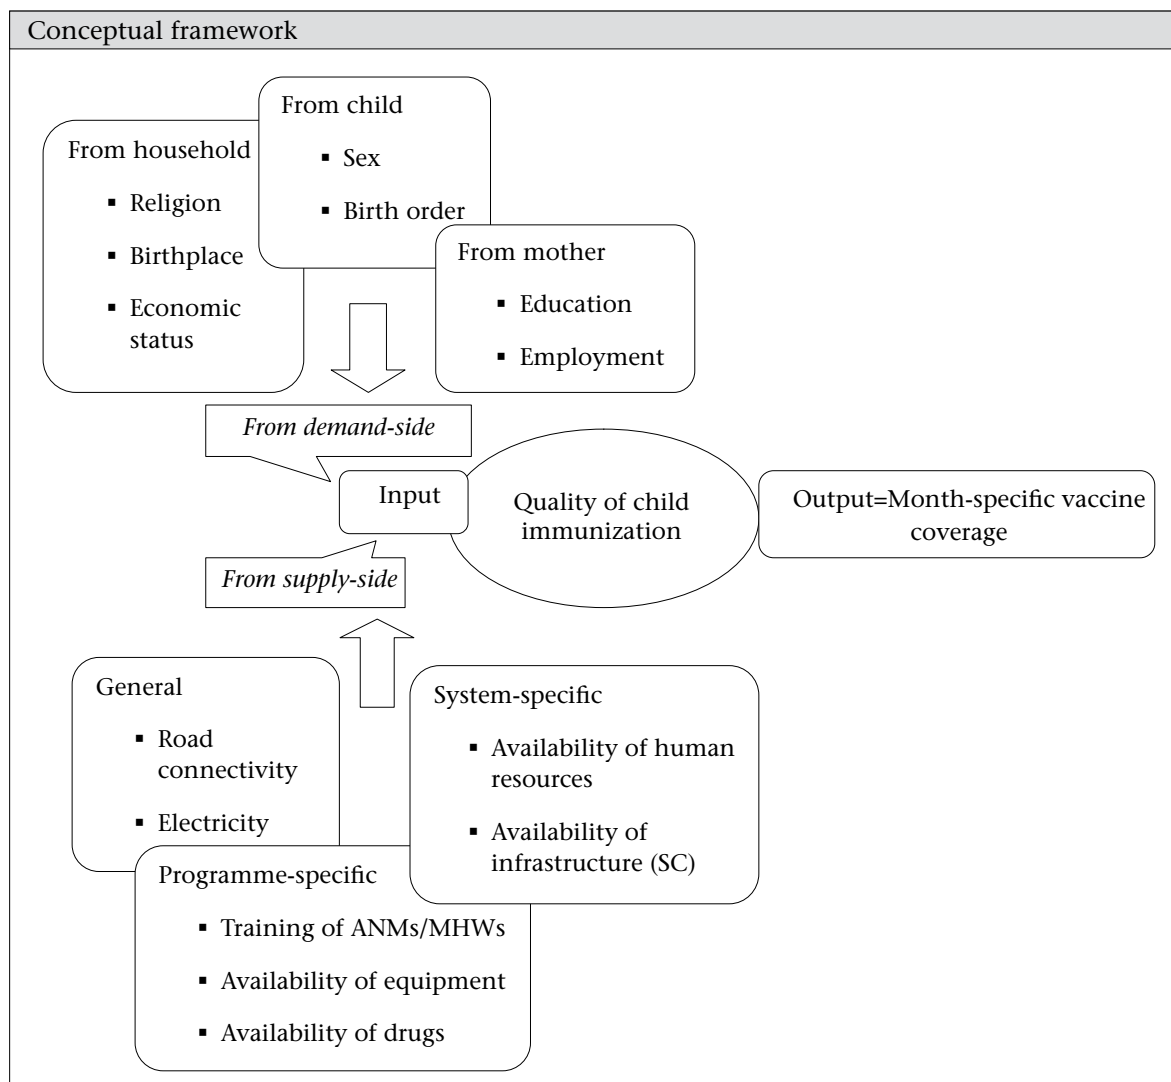 Conceptual framework
From child
▪ Sex
▪ Birth order
From household
▪ Religion
▪ Birthplace
▪ Economic
status
From mother
▪ Education
▪ Employment
From demand-side
Input
Quality of child
immunization
Output=Month-specific vaccine
coverage
From supply-side
General
▪ Road
connectivity
▪ Electricity
System-specific
▪ Availability of human
resources
▪ Availability of
infrastructure (SC)
Programme-specific
▪ Training of ANMs/MHWs
▪ Availability of equipment
▪ Availability of drugs